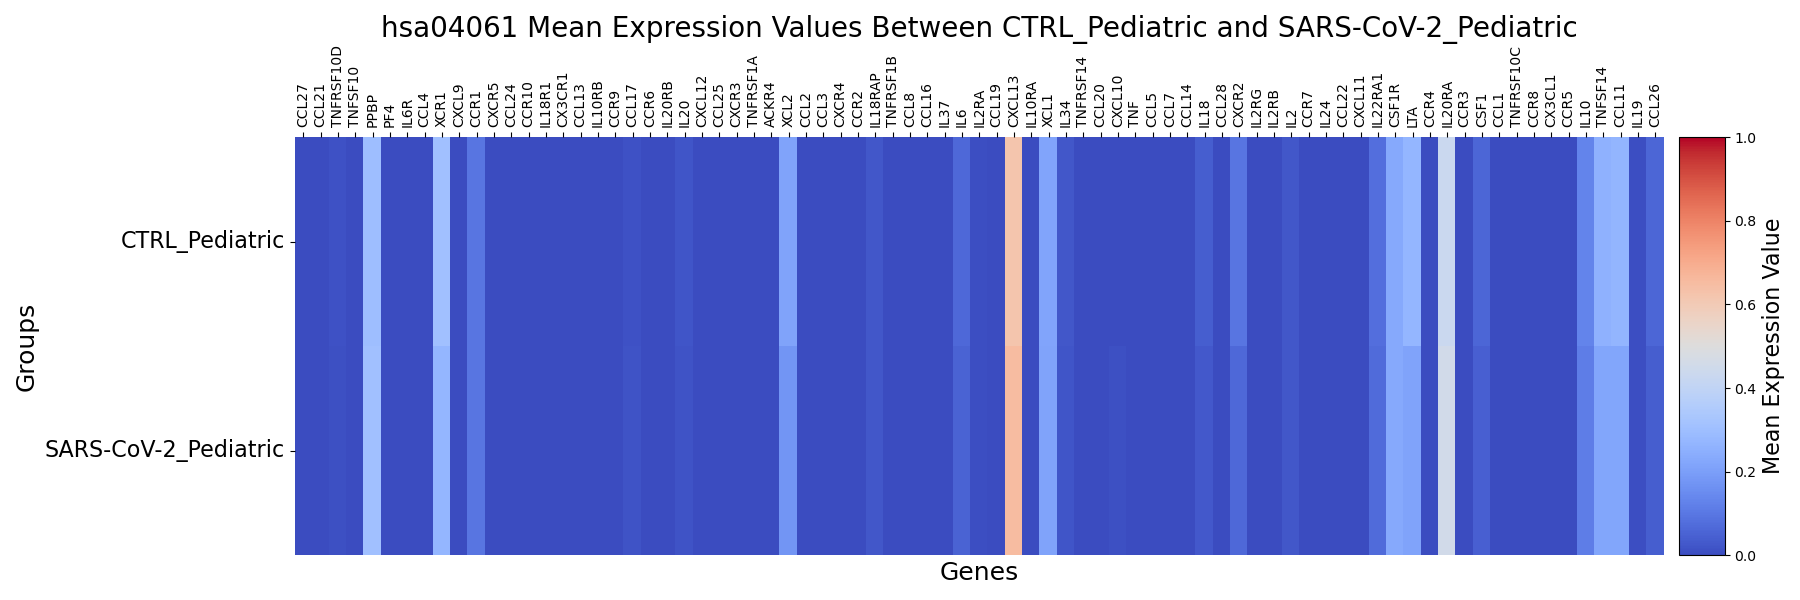 hsa04061 Mean Expression Values Between CTRL_Pediatric and SARS-CoV-2_Pediatric
CCL27 CCL21 TNFRSF10D TNFSF10 PPBP PF4 IL6R CCL4 XCR1 CXCL9 CCR1 CXCR5 CCL24 CCR10 IL18R1 CX3CR1 CCL13 IL10RB CCR9 CCL17 CCR6 IL20RB IL20 CXCL12 CCL25 CXCR3 TNFRSF1A ACKR4 XCL2 CCL2 CCL3 CXCR4 CCR2 IL18RAP TNFRSF1B CCL8 CCL16 IL37 IL6 IL2RA CCL19 CXCL13 IL10RA XCL1 IL34 TNFRSF14 CCL20 CXCL10 TNF CCL5 CCL7 CCL14 IL18 CCL28 CXCR2 IL2RG IL2RB IL2 CCR7 IL24 CCL22 CXCL11 IL22RA1 CSF1R LTA CCR4 IL20RA CCR3 CSF1 CCL1 TNFRSF10C CCR8 CX3CL1 CCR5 IL10 TNFSF14 CCL11 IL19 CCL26
CTRL_Pediatric
SARS-CoV-2_Pediatric
Groups
Genes
1.0
0.8
0.6
0.4
0.2
0.0
Mean Expression Value